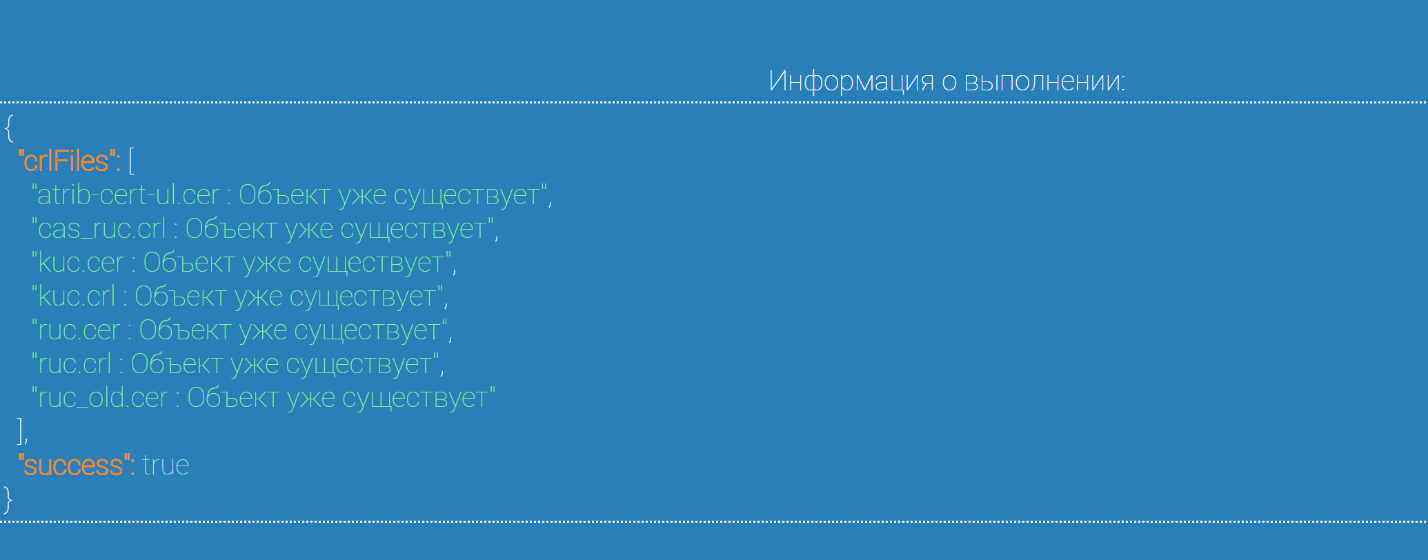 Информация о выполнении:
{
"crlFiles": [
"atrib-cert-ul.cer : Объект уже существует",
"cas_ruc.crl : Объект уже существует",
"kuc.cer : Объект уже существует",
"kuc.crl : Объект уже существует",
"ruc.cer : Объект уже существует",
"ruc.crl : Объект уже существует",
"ruc_old.cer : Объект уже существует"
],
"success": true
}